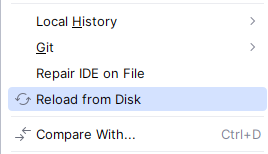 Local History
Git
Repair IDE on File
Reload from Disk
Compare With... Ctrl+D